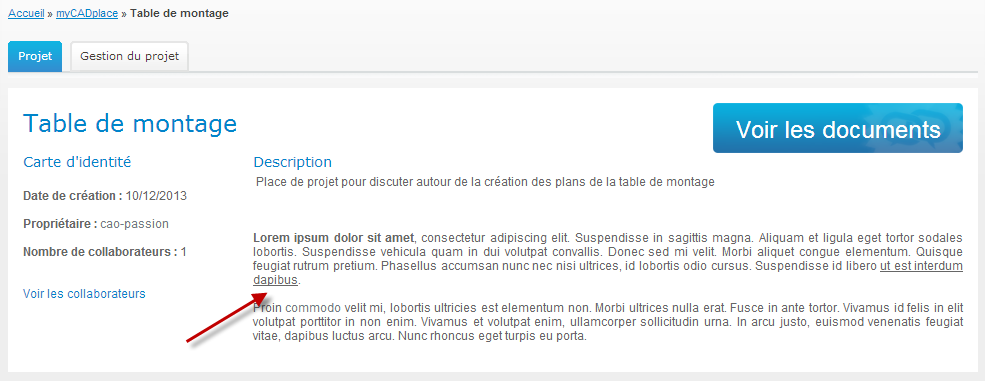 Accueil » myCADplace » Table de montage
Projet
Gestion du projet
Table de montage
Voir les documents
Carte d'identité
Date de création : 10/12/2013
Propriétaire : cao-passion
Nombre de collaborateurs : 1
Voir les collaborateurs
Description
Place de projet pour discuter autour de la création des plans de la table de montage
Lorem ipsum dolor sit amet, consectetur adipiscing elit. Suspendisse in sagittis magna. Aliquam et ligula eget tortor sodales
lobortis. Suspendisse vehicula quam in dui volutpat convallis. Donec sed mi velit. Morbi aliquet congue elementum. Quisque
feugiat rutrum pretium. Phasellus accumsan nunc nec nisi ultrices, id lobortis odio cursus. Suspendisse id libero ut est interdum
dapibus.
Proin commodo velit mi, lobortis ultricies est elementum non. Morbi ultrices nulla erat. Fusce in ante tortor. Vivamus id felis in elit
volutpat porttitor in non enim. Vivamus et volutpat enim, ullamcorper sollicitudin urna. In arcu justo, euismod venenatis feugiat
vitae, dapibus luctus arcu. Nunc rhoncus eget turpis eu porta.